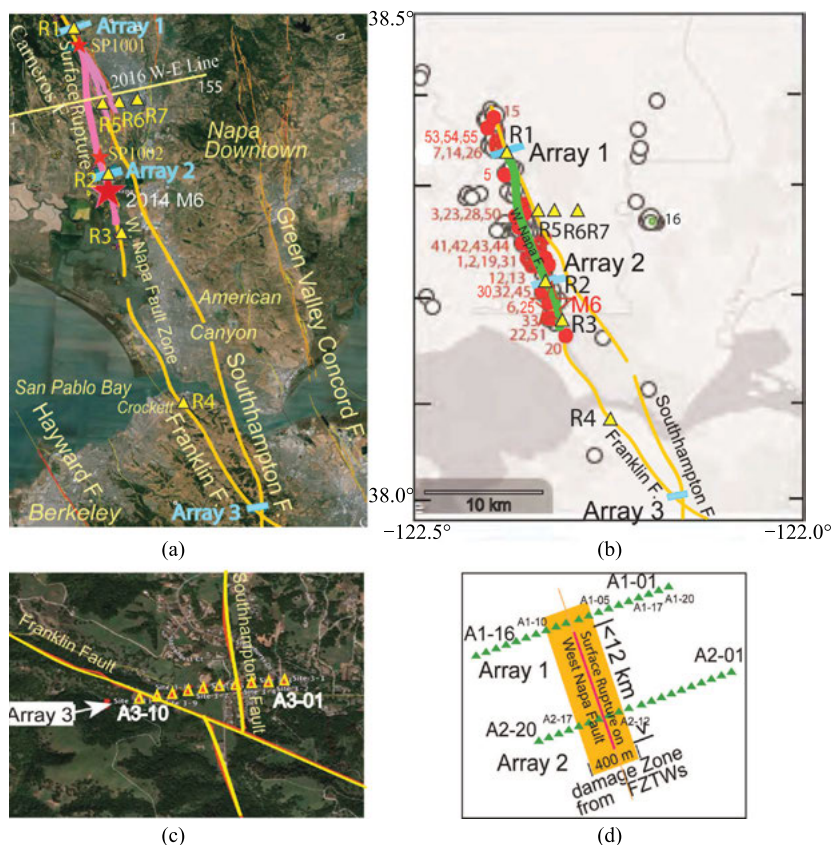 R1
Array 1
SP1001
Carneros F.
Surface Rupture
2016 W-E Line
155
1
R5
R6
R7
SP1002
Napa
Downtown
R2
Array 2
2014 M6
R3
W. Napa Fault Zone
Green Valley
Concord F.
American
Canyon
San Pablo Bay
Crockett
R4
Southhampton F.
Franklin F.
Hayward F.
Array 3
Berkeley
(a)
38.5°
15
53,54,55
R1
7,14,26
Array 1
5
16
3,23,28,50
R5
R6
R7
W. Napa F.
41,42,43,44
Array 2
1,2,19,31
12,13
R2
30,32,45
M6
6,25
33
R3
22,51
20
R4
Southhampton F.
Franklin F.
38.0°
10 km
Array 3
−122.5°
−122.0°
(b)
Franklin Fault
Southhampton
Fault
Array 3
A3-10
A3-01
(c)
A1-01
A1-05
A1-20
A1-17
A1-10
A1-16
Array 1
<12 km
Surface Rupture on
West Napa Fault
A2-01
A2-20
A2-17
A2-12
Array 2
400 m
damage Zone
from FZTWs
(d)